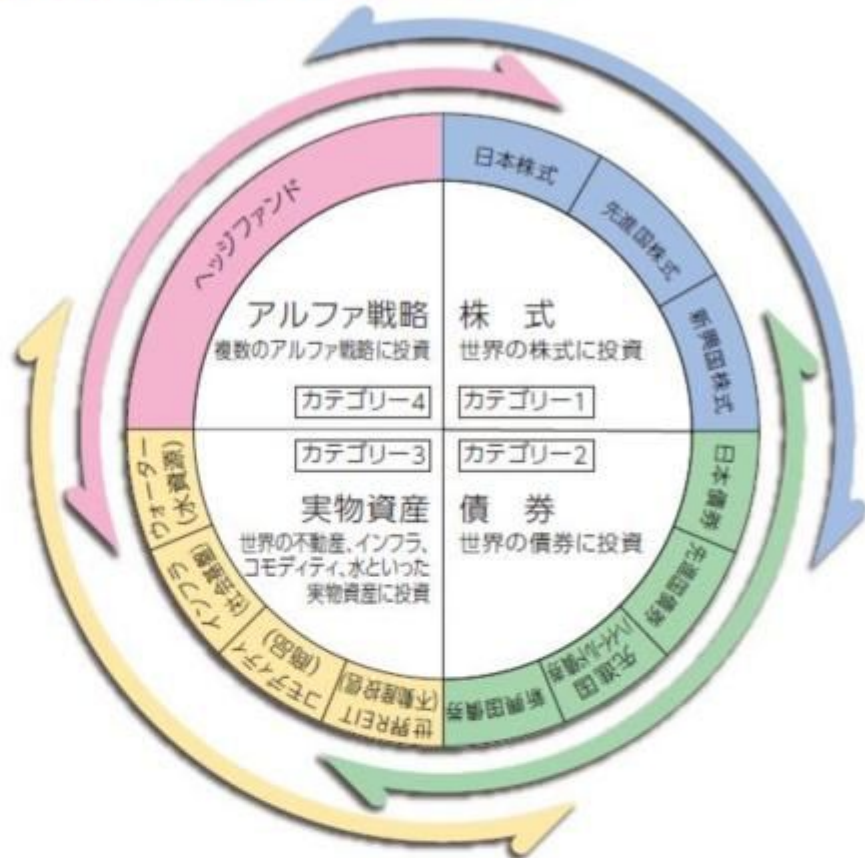 日本株式
先進国株式
新興国株式
日本債券
先進国債券
先進国
ハイイールド債券
新興国債券
世界REIT
(不動産投信)
コモディティ
(商品)
インフラ
(社会基盤)
ウォーター
(水資源)
ヘッジファンド
アルファ戦略
複数のアルファ戦略に投資
カテゴリー4
株 式
世界の株式に投資
カテゴリー1
カテゴリー3
実物資産
世界の不動産、インフラ、
コモディティ、水といった
実物資産に投資
カテゴリー2
債 券
世界の債券に投資